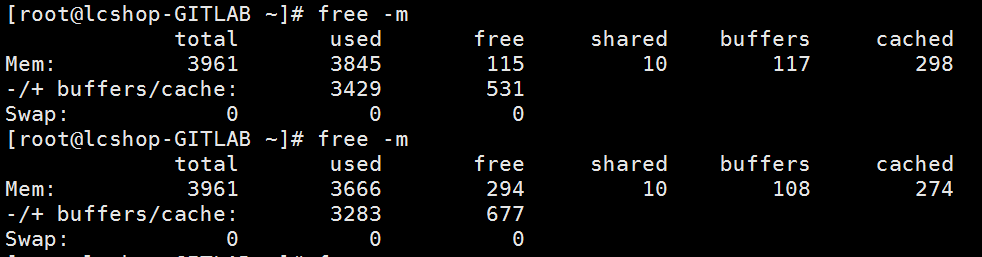 [root@lcshop-GITLAB ~]# free -m
total used free shared buffers cached
Mem: 3961 3845 115 10 117 298
-/+ buffers/cache: 3429 531
Swap: 0 0 0
[root@lcshop-GITLAB ~]# free -m
total used free shared buffers cached
Mem: 3961 3666 294 10 108 274
-/+ buffers/cache: 3283 677
Swap: 0 0 0